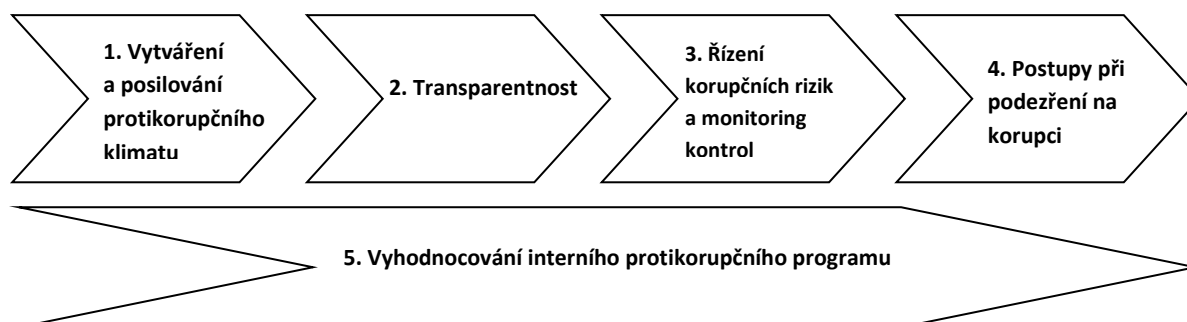 1. Vytváření
a posilování
protikorupčního
klimatu
2. Transparentnost
3. Řízení
korupčních rizik
a monitoring
kontrol
4. Postupy při
podezření na
korupci
5. Vyhodnocování interního protikorupčního programu